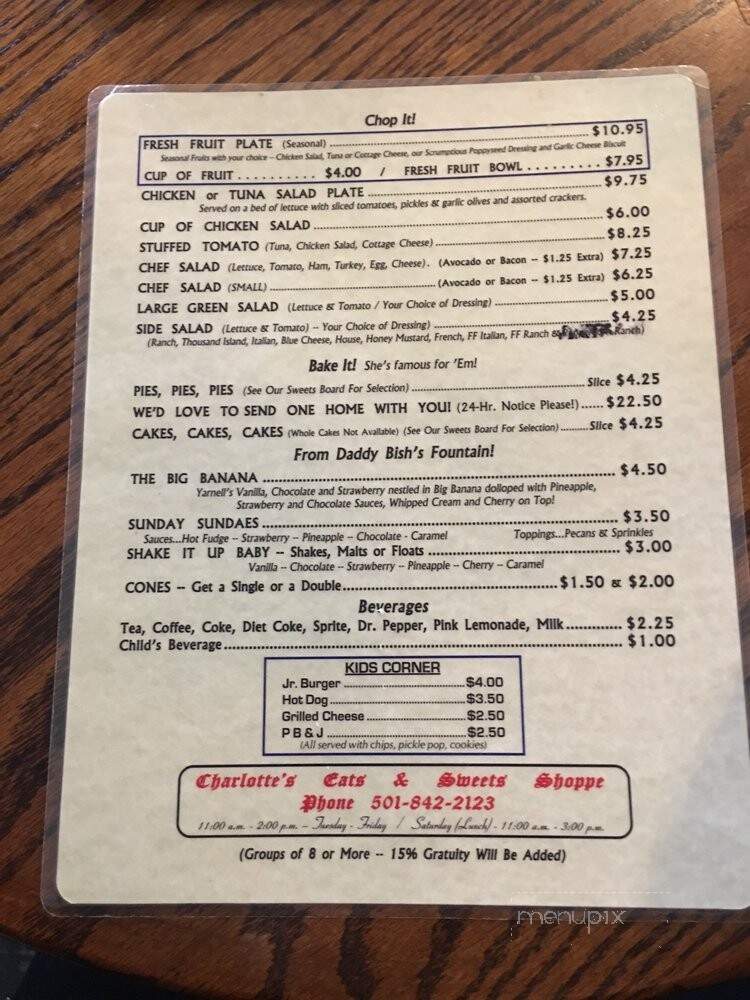 Chop It!
FRESH FRUIT PLATE (Seasonal) ........ $10.95
Seasonal Fruits with your choice -- Chicken Salad, Tuna or Cottage Cheese, our Scrumptious Poppyseed Dressing and Garlic Cheese Biscuit
CUP OF FRUIT .......... $4.00 / FRESH FRUIT BOWL ......... $7.95
CHICKEN or TUNA SALAD PLATE ........ $9.75
Served on a bed of lettuce with sliced tomatoes, pickles & garlic olives and assorted crackers.
CUP OF CHICKEN SALAD ........ $6.00
STUFFED TOMATO (Tuna, Chicken Salad, Cottage Cheese) ........ $8.25
CHEF SALAD (Lettuce, Tomato, Ham, Turkey, Egg, Cheese). (Avocado or Bacon -- $1.25 Extra) $7.25
CHEF SALAD (SMALL) ........ (Avocado or Bacon -- $1.25 Extra) $6.25
LARGE GREEN SALAD (Lettuce & Tomato / Your Choice of Dressing) ........ $5.00
SIDE SALAD (Lettuce & Tomato) -- Your Choice of Dressing) ........ $4.25
(Ranch, Thousand Island, Italian, Blue Cheese, House, Honey Mustard, French, FF Italian, FF Ranch & Ranch)
Bake It! She's famous for 'Em!
PIES, PIES, PIES (See Our Sweets Board For Selection) ........ Slice $4.25
WE'D LOVE TO SEND ONE HOME WITH YOU! (24-Hr. Notice Please!) ...... $22.50
CAKES, CAKES, CAKES (Whole Cakes Not Available) (See Our Sweets Board For Selection) ........ Slice $4.25
From Daddy Bish's Fountain!
THE BIG BANANA ........ $4.50
Yarnell's Vanilla, Chocolate and Strawberry nestled in Big Banana dolloped with Pineapple,
Strawberry and Chocolate Sauces, Whipped Cream and Cherry on Top!
SUNDAY SUNDAES ........ $3.50
Sauces...Hot Fudge -- Strawberry -- Pineapple -- Chocolate - Caramel Toppings...Pecans & Sprinkles
SHAKE IT UP BABY -- Shakes, Malts or Floats ........ $3.00
Vanilla -- Chocolate -- Strawberry -- Pineapple -- Cherry -- Caramel
CONES -- Get a Single or a Double ........ $1.50 & $2.00
Beverages
Tea, Coffee, Coke, Diet Coke, Sprite, Dr. Pepper, Pink Lemonade, Milk ........ $2.25
Child's Beverage ........ $1.00
KIDS CORNER
Jr. Burger ........ $4.00
Hot Dog ........ $3.50
Grilled Cheese ........ $2.50
P B & J ........ $2.50
(All served with chips, pickle pop, cookies)
Charlotte's Eats & Sweets Shoppe
Phone 501-842-2123
11:00 a.m. - 2:00 p.m. -- Tuesday - Friday / Saturday (Lunch) - 11:00 a.m. - 3:00 p.m.
(Groups of 8 or More -- 15% Gratuity Will Be Added)
menupix